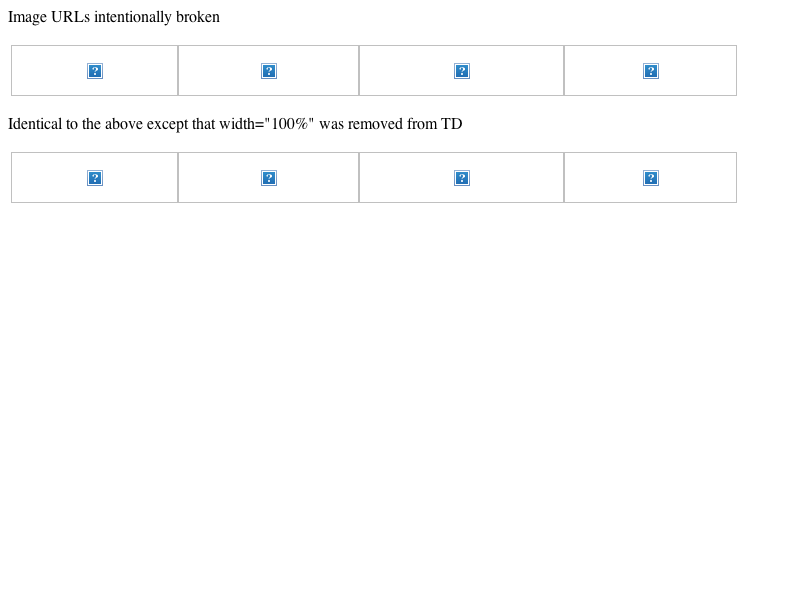 Image URLs intentionally broken
Identical to the above except that width="100%" was removed from TD